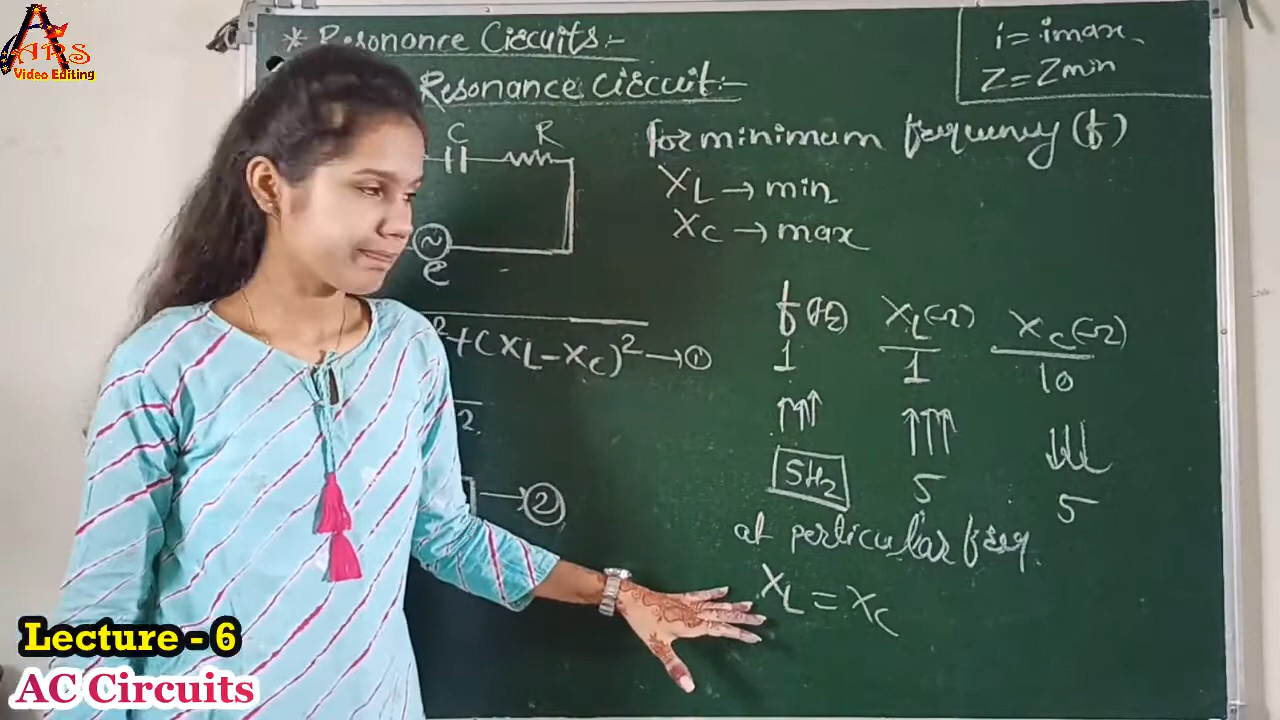 ARS
Video Editing
* Resonance Circuits:-
Resonance Circuit:-
i = imax
Z = Zmin
C R
e
for minimum frequency (f)
XL → min
XC → max
²+(XL-XC)² → ①
2
→ ②
f(Hz) XL(Ω) XC(Ω)
1 1 10
↑↑↑ ↑↑↑ ↓↓↓
5Hz 5 5
at perticular freq.
XL = XC
Lecture - 6
AC Circuits